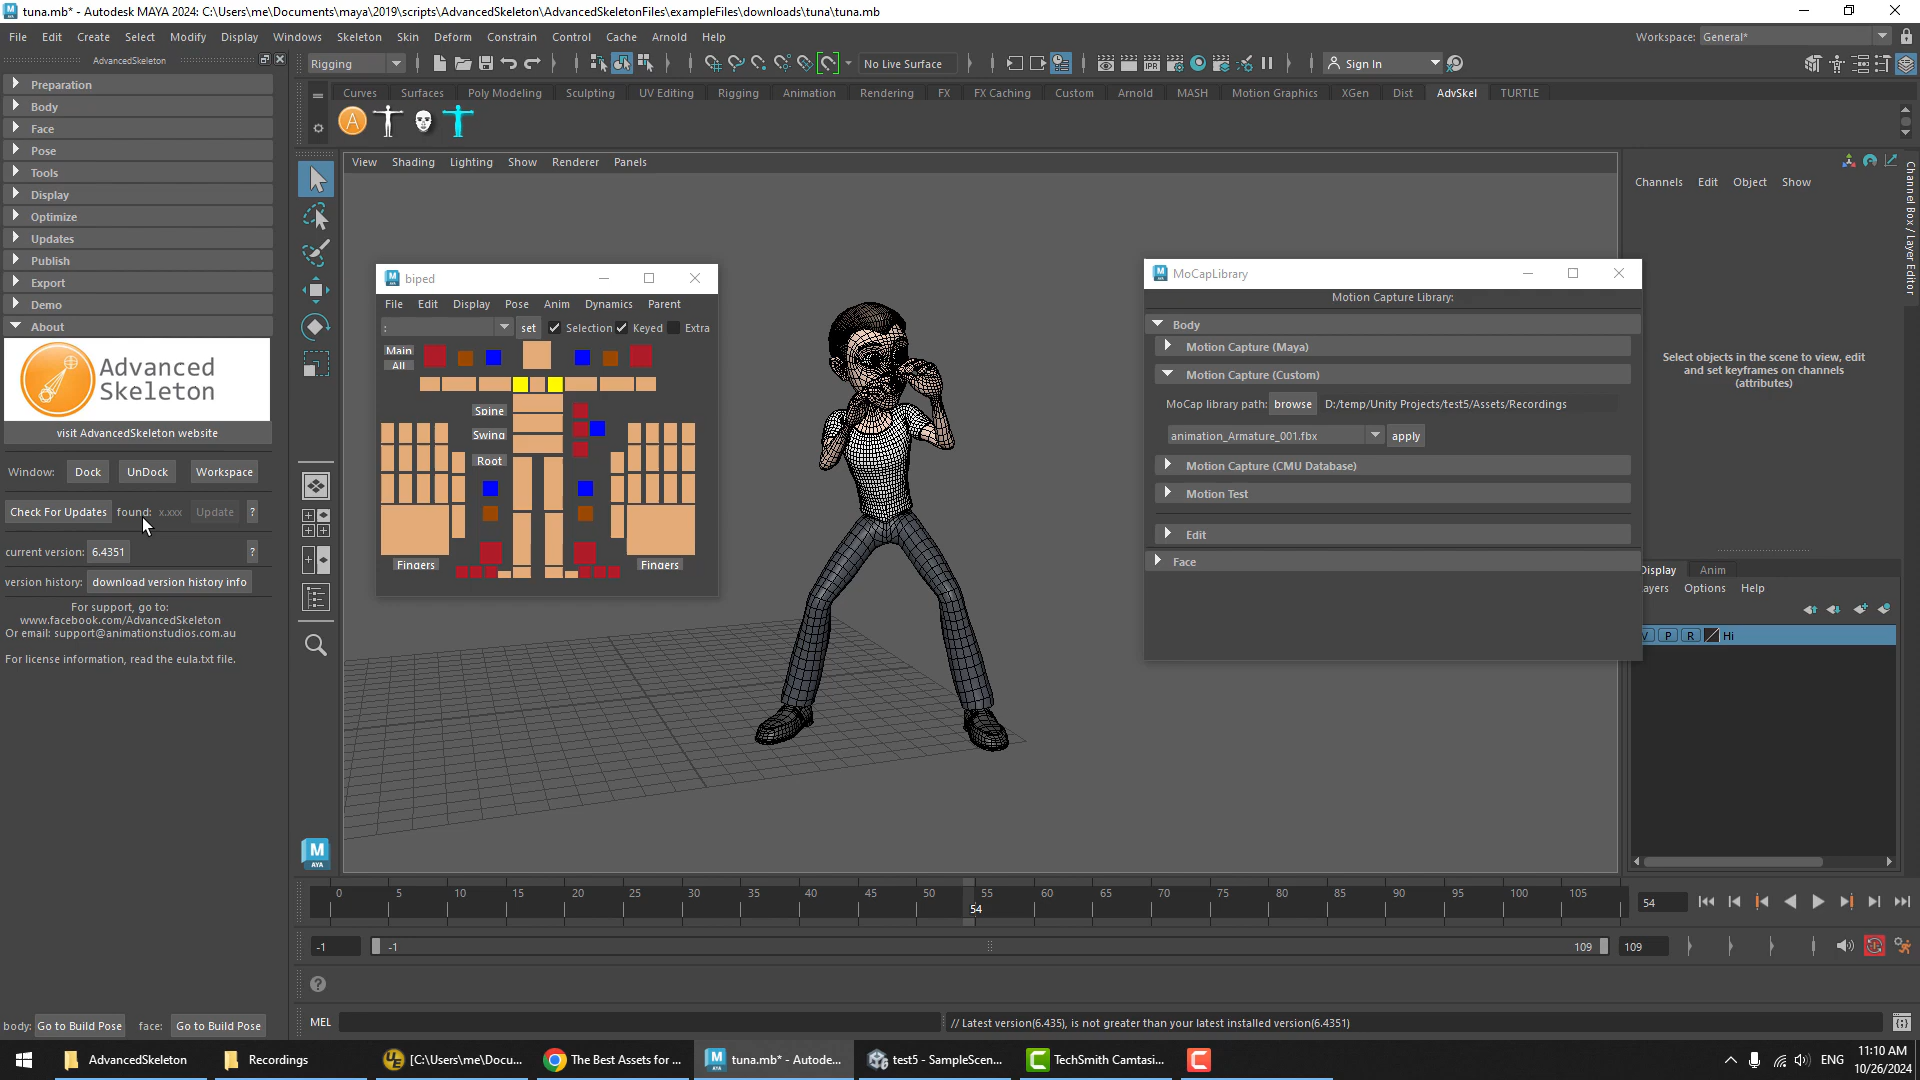 tuna.mb* - Autodesk MAYA 2024: C:\Users\me\Documents\maya\2019\scripts\AdvancedSkeleton\AdvancedSkeletonFiles\exampleFiles\downloads\tuna\tuna.mb
File Edit Create Select Modify Display Windows Skeleton Skin Deform Constrain Control Cache Arnold Help
Workspace: General*
AdvancedSkeleton
Rigging
No Live Surface
Sign In
Curves Surfaces Poly Modeling Sculpting UV Editing Rigging Animation Rendering FX FX Caching Custom Arnold MASH Motion Graphics XGen Dist AdvSkel TURTLE
Preparation
Body
Face
Pose
Tools
Display
Optimize
Updates
Publish
Export
Demo
About
Advanced
Skeleton
visit AdvancedSkeleton website
Window: Dock UnDock Workspace
Check For Updates found: x.xxx Update ?
current version: 6.4351 ?
version history: download version history info
For support, go to:
www.facebook.com/AdvancedSkeleton
Or email: support@animationstudios.com.au
For license information, read the eula.txt file.
body: Go to Build Pose face: Go to Build Pose
View Shading Lighting Show Renderer Panels
biped
File Edit Display Pose Anim Dynamics Parent
: set Selection Keyed Extra
Main
All
Spine
Swing
Root
Fingers Fingers
MoCapLibrary
Motion Capture Library:
Body
Motion Capture (Maya)
Motion Capture (Custom)
MoCap library path: browse D:/temp/Unity Projects/test5/Assets/Recordings
animation_Armature_001.fbx apply
Motion Capture (CMU Database)
Motion Test
Edit
Face
Channels Edit Object Show
Channel Box / Layer Editor
Select objects in the scene to view, edit
and set keyframes on channels
(attributes)
Display Anim
ayers Options Help
V P R Hi
0 5 10 15 20 25 30 35 40 45 50 55 60 65 70 75 80 85 90 95 100 105
54
54
-1 -1 109 109
MEL
// Latest version(6.435), is not greater than your latest installed version(6.4351)
M
AYA
AdvancedSkeleton
Recordings
[C:\Users\me\Docu...
The Best Assets for ...
tuna.mb* - Autode...
test5 - SampleScen...
TechSmith Camtasi...
ENG
11:10 AM
10/26/2024